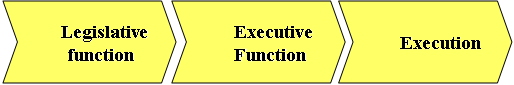 Legislative
function
Executive
Function
Execution